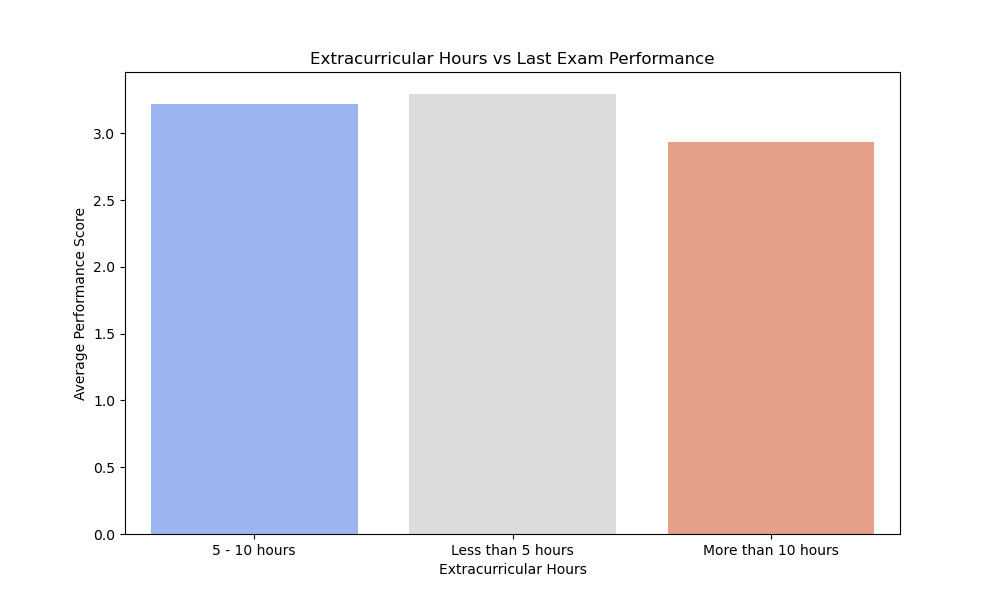 Extracurricular Hours vs Last Exam Performance
Average Performance Score
3.0
2.5
2.0
1.5
1.0
0.5
0.0
5 - 10 hours
Less than 5 hours
More than 10 hours
Extracurricular Hours